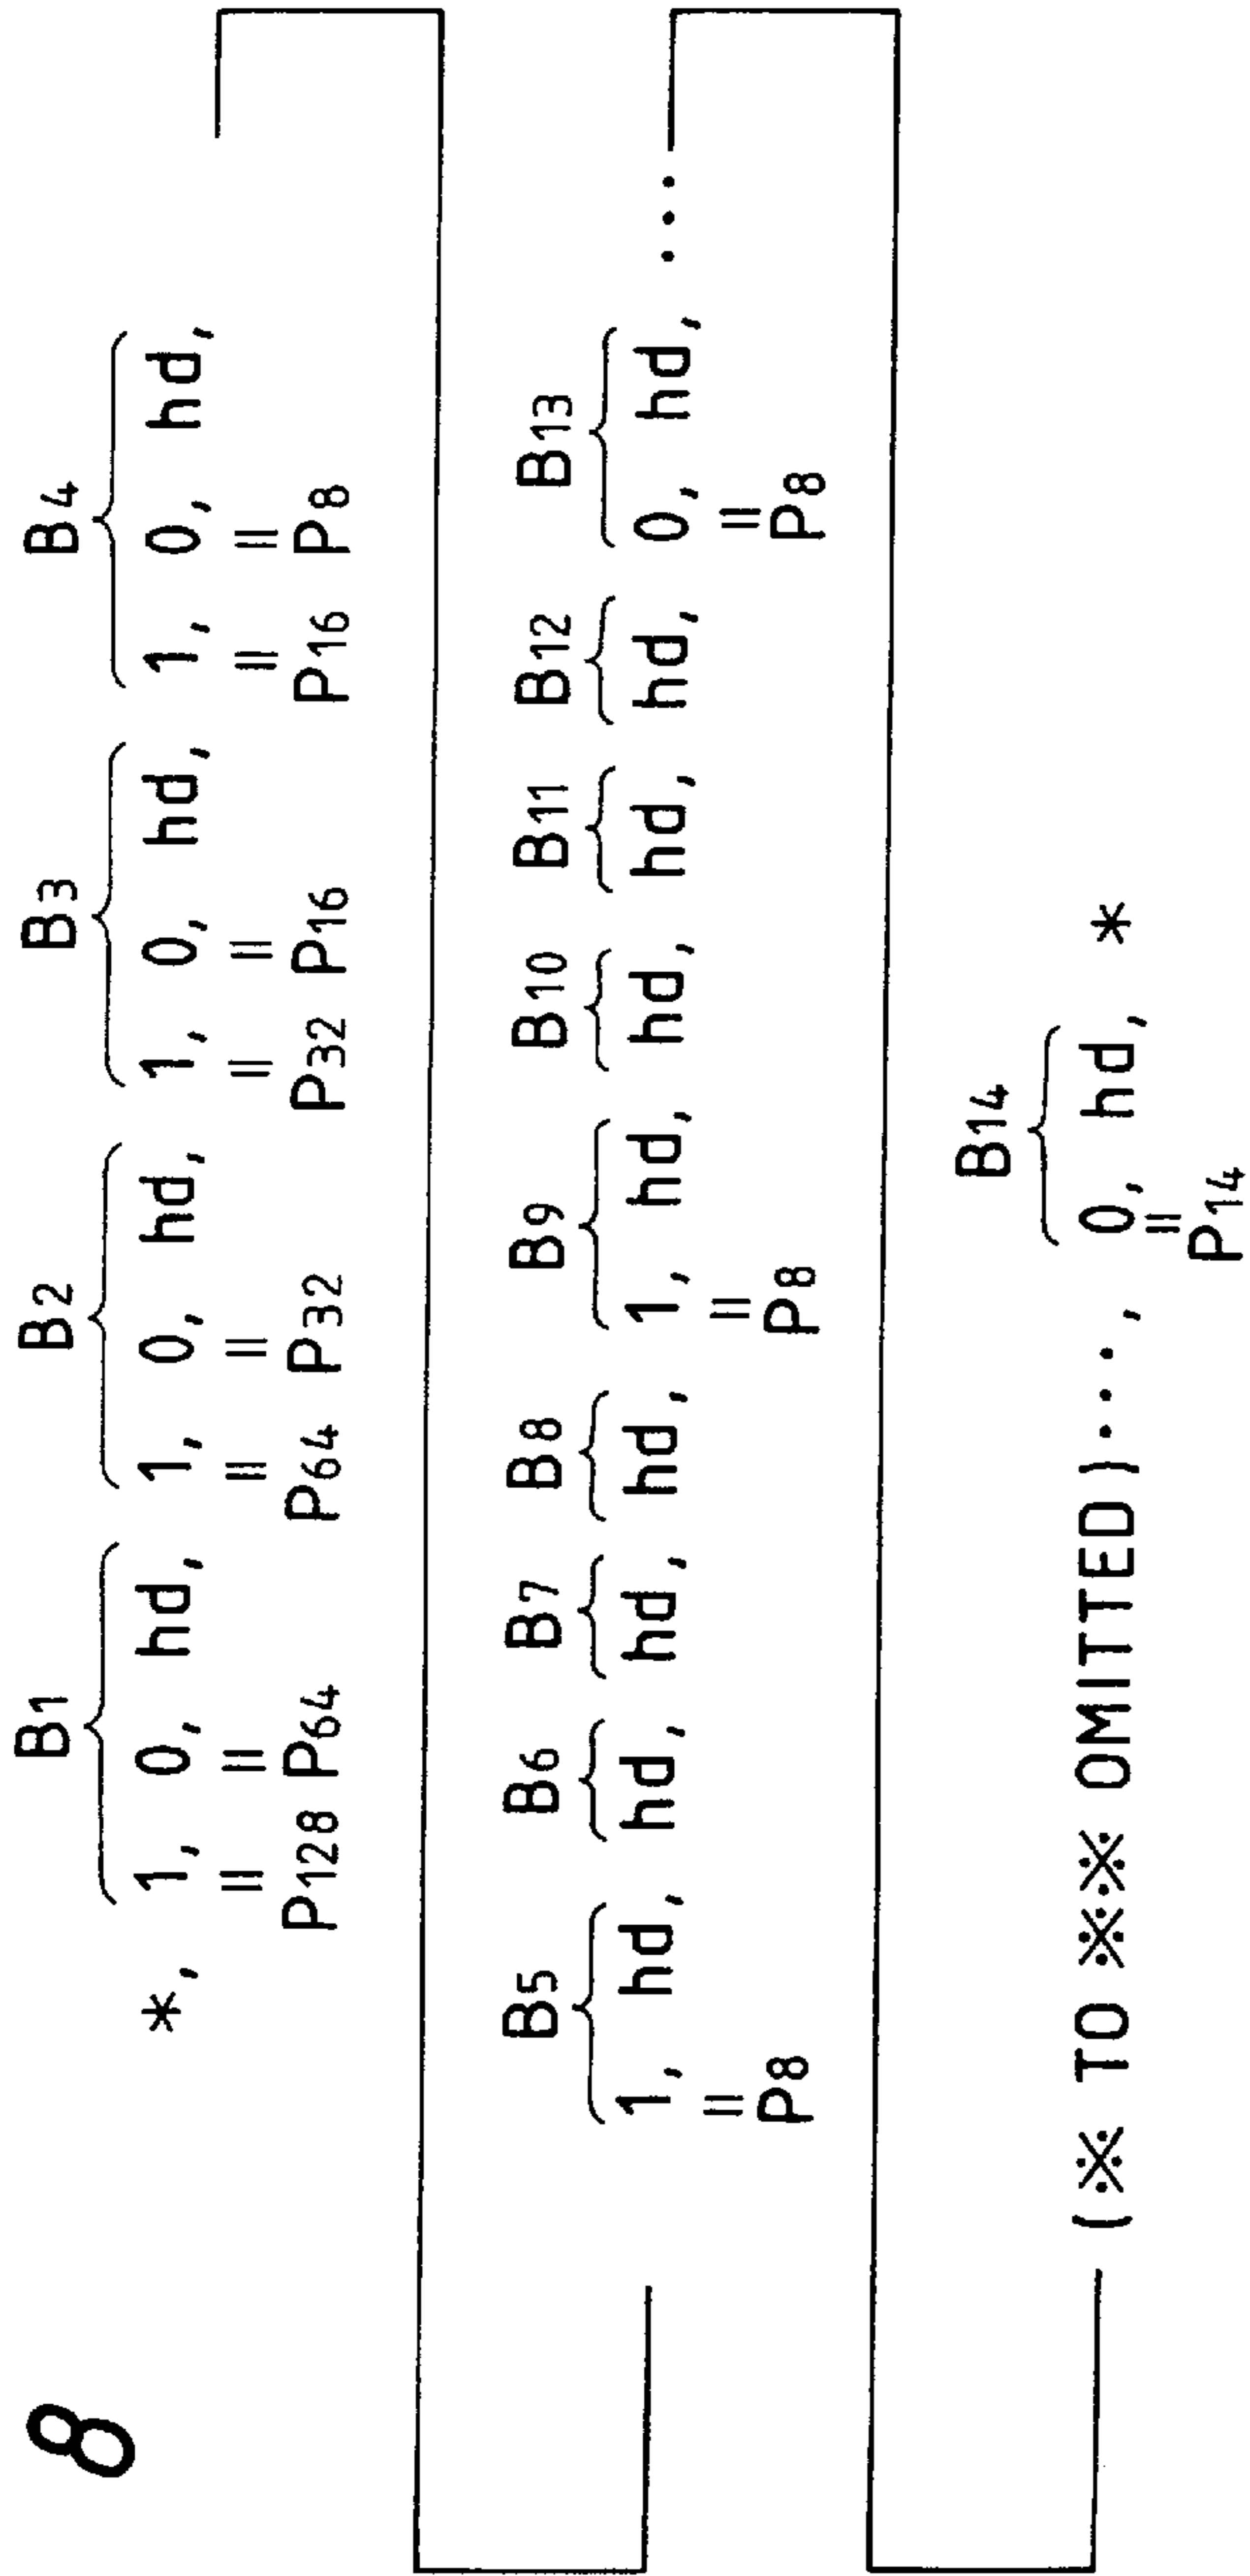 8
B1 B2 B3 B4
*, 1, 0, hd, 1, 0, hd, 1, 0, hd, 1, 0, hd,
= = = = = = = =
P128 P64 P64 P32 P32 P16 P16 P8
B5 B6 B7 B8 B9 B10 B11 B12 B13
1, hd, hd, hd, hd, 1, hd, hd, hd, hd, 0, hd, ...
= = =
P8 P8 P8
B14
(※ TO ※※ OMITTED)..., 0, hd, *
=
P14